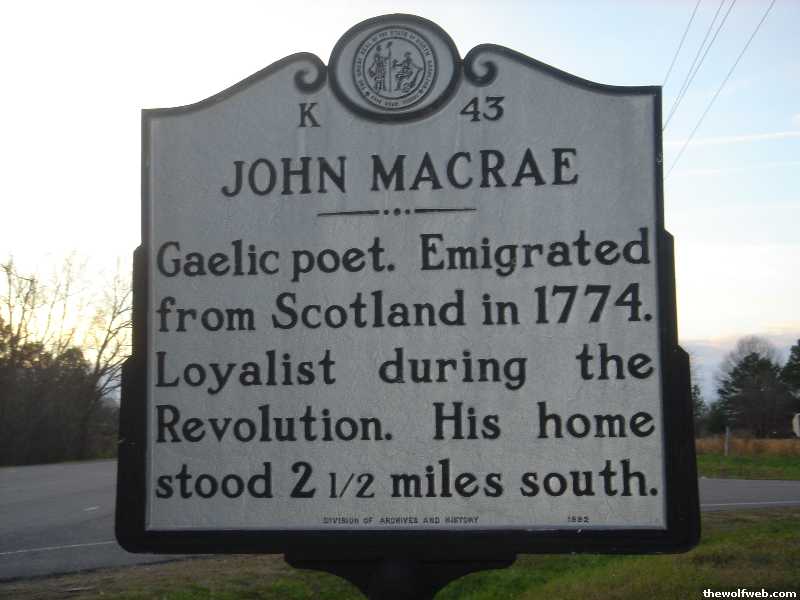 K 43
JOHN MACRAE
Gaelic poet. Emigrated
from Scotland in 1774.
Loyalist during the
Revolution. His home
stood 2 1/2 miles south.
DIVISION OF ARCHIVES AND HISTORY
thewolfweb.com